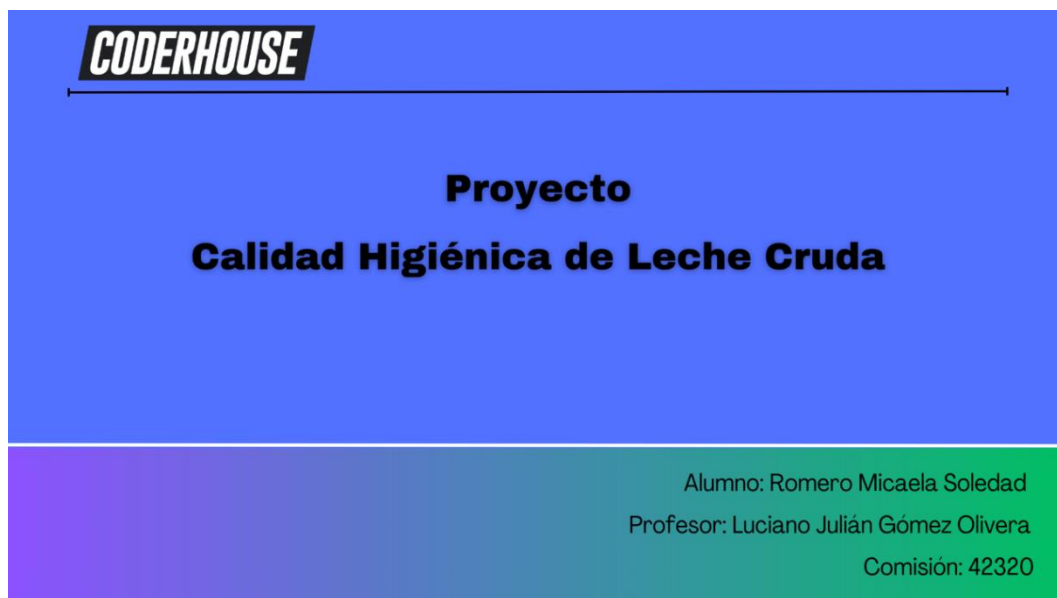 CODERHOUSE
Proyecto
Calidad Higiénica de Leche Cruda
Alumno: Romero Micaela Soledad
Profesor: Luciano Julián Gómez Olivera
Comisión: 42320